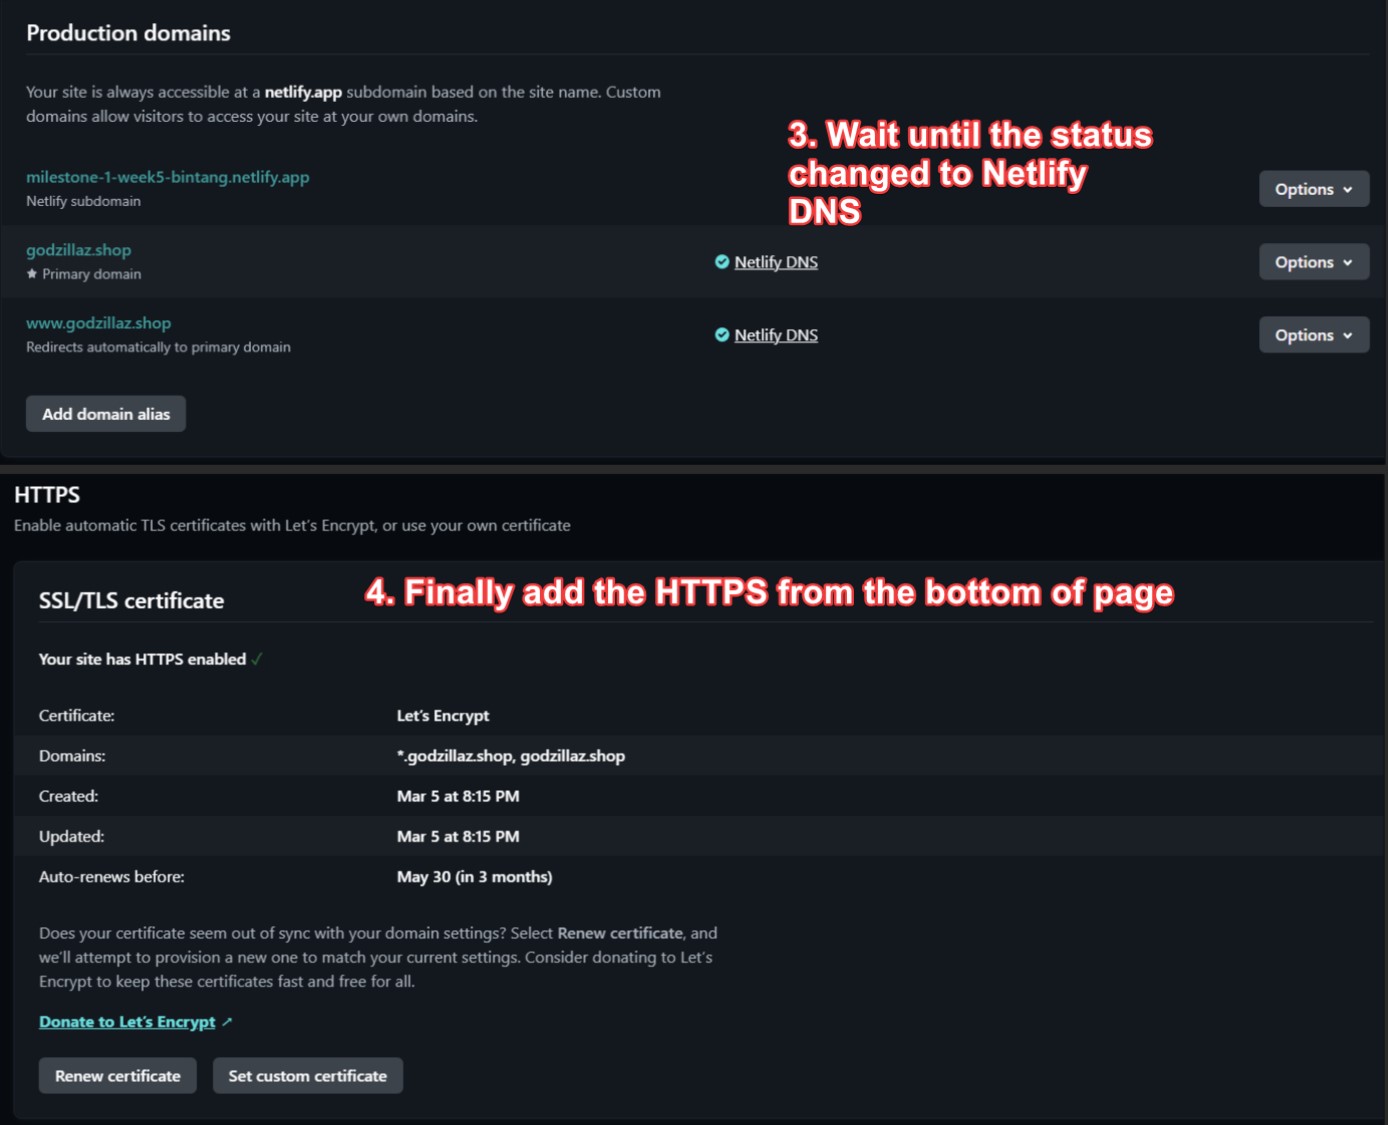 Production domains
Your site is always accessible at a netlify.app subdomain based on the site name. Custom
domains allow visitors to access your site at your own domains.
3. Wait until the status
changed to Netlify
DNS
milestone-1-week5-bintang.netlify.app
Netlify subdomain
Options
godzillaz.shop
★ Primary domain
Netlify DNS
Options
www.godzillaz.shop
Redirects automatically to primary domain
Netlify DNS
Options
Add domain alias
HTTPS
Enable automatic TLS certificates with Let's Encrypt, or use your own certificate
SSL/TLS certificate
4. Finally add the HTTPS from the bottom of page
Your site has HTTPS enabled ✓
Certificate: Let's Encrypt
Domains: *.godzillaz.shop, godzillaz.shop
Created: Mar 5 at 8:15 PM
Updated: Mar 5 at 8:15 PM
Auto-renews before: May 30 (in 3 months)
Does your certificate seem out of sync with your domain settings? Select Renew certificate, and
we'll attempt to provision a new one to match your current settings. Consider donating to Let's
Encrypt to keep these certificates fast and free for all.
Donate to Let's Encrypt ↗
Renew certificate
Set custom certificate